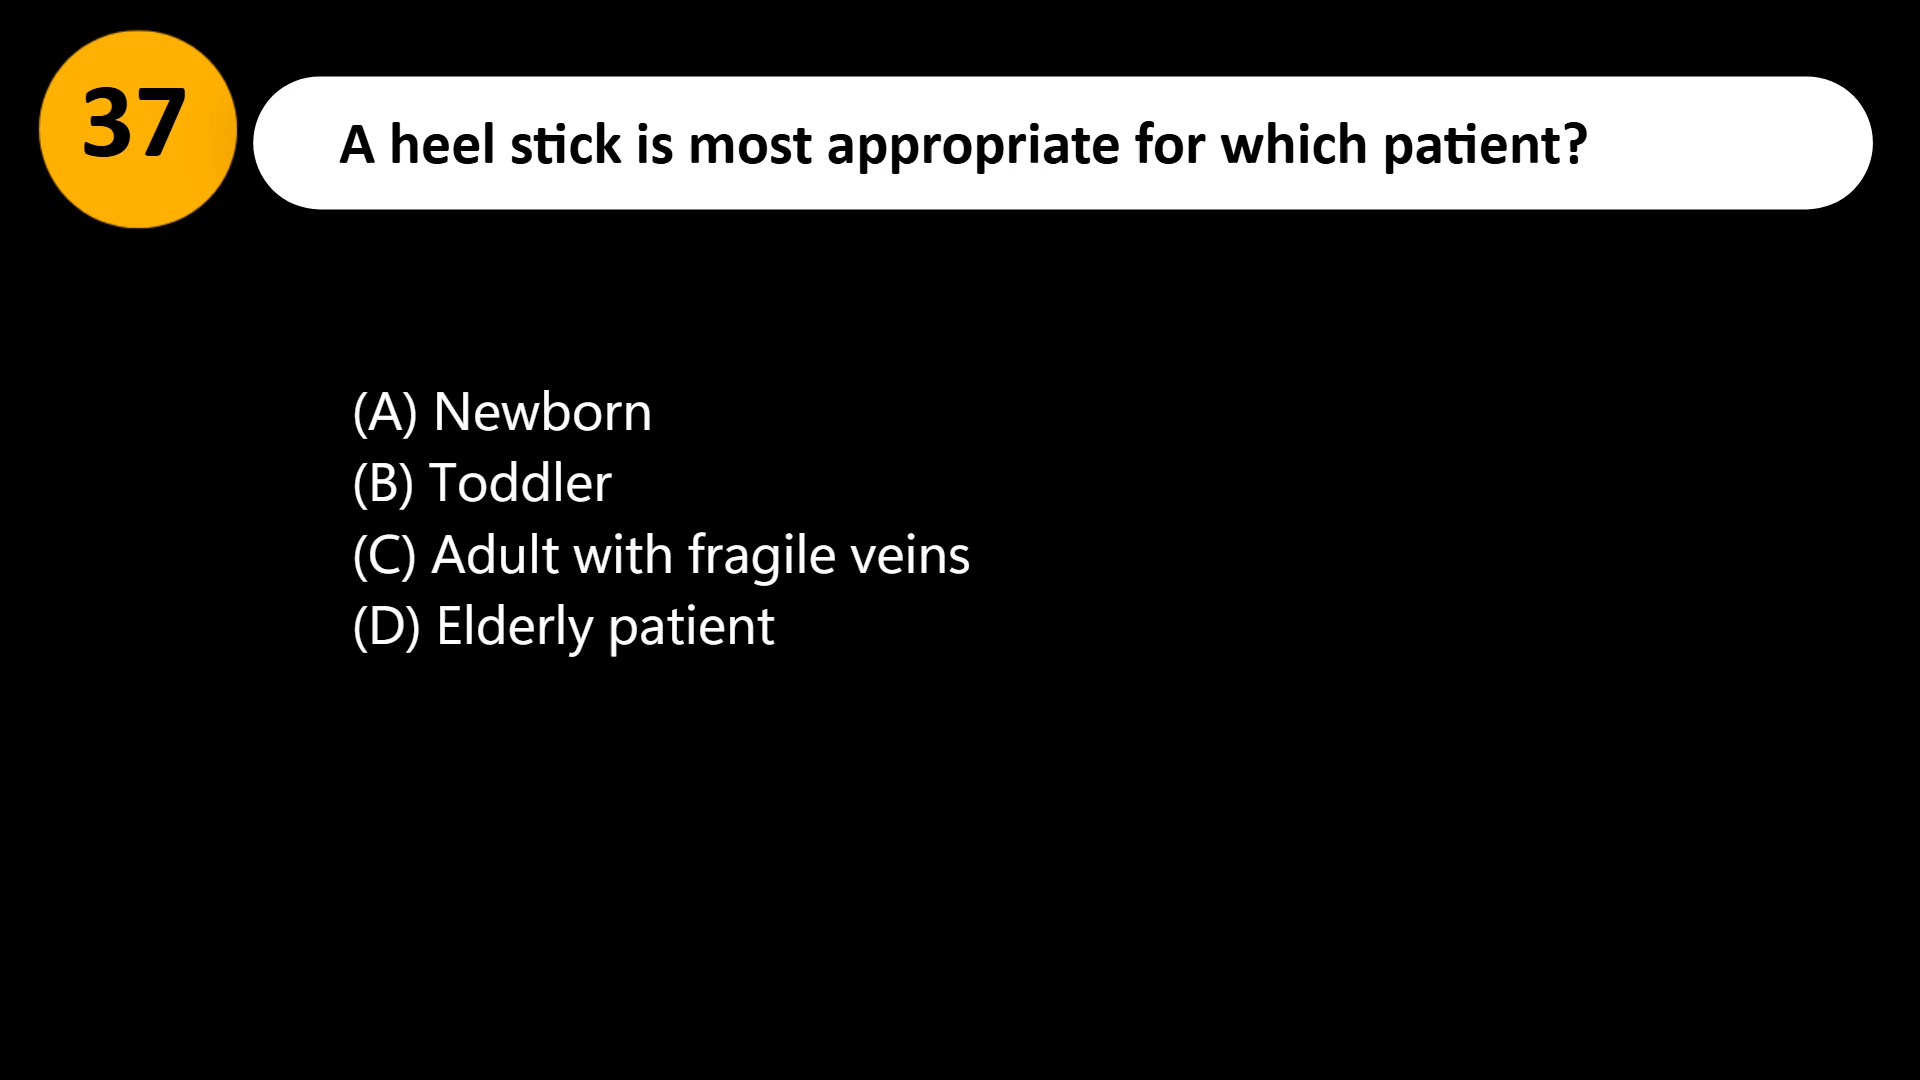 37
A heel stick is most appropriate for which patient?
(A) Newborn
(B) Toddler
(C) Adult with fragile veins
(D) Elderly patient